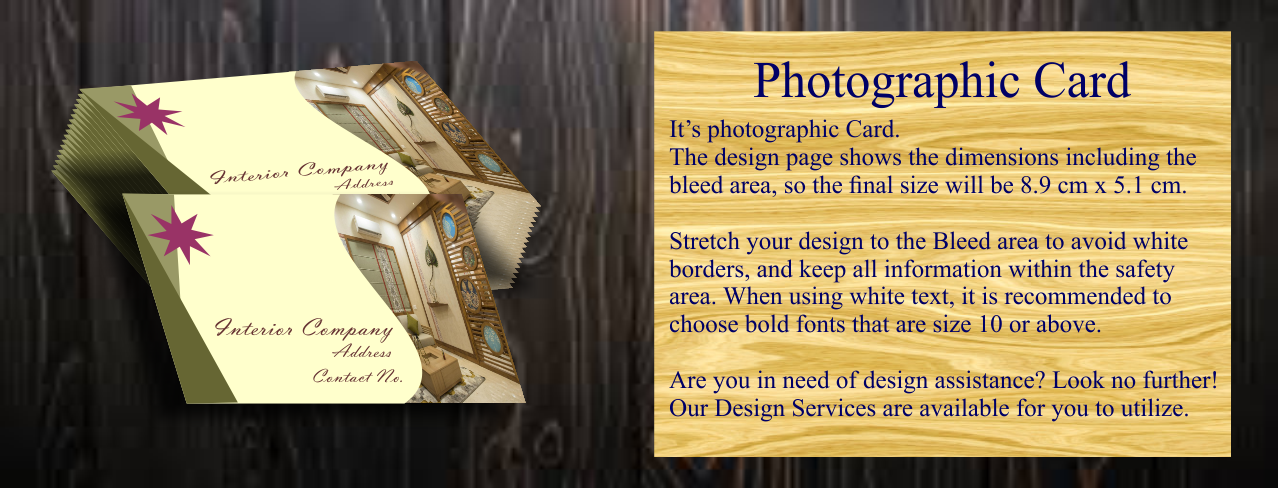 Interior Company
Address
Interior Company
Address
Contact No.
Photographic Card
It’s photographic Card.
The design page shows the dimensions including the
bleed area, so the final size will be 8.9 cm x 5.1 cm.
Stretch your design to the Bleed area to avoid white
borders, and keep all information within the safety
area. When using white text, it is recommended to
choose bold fonts that are size 10 or above.
Are you in need of design assistance? Look no further!
Our Design Services are available for you to utilize.